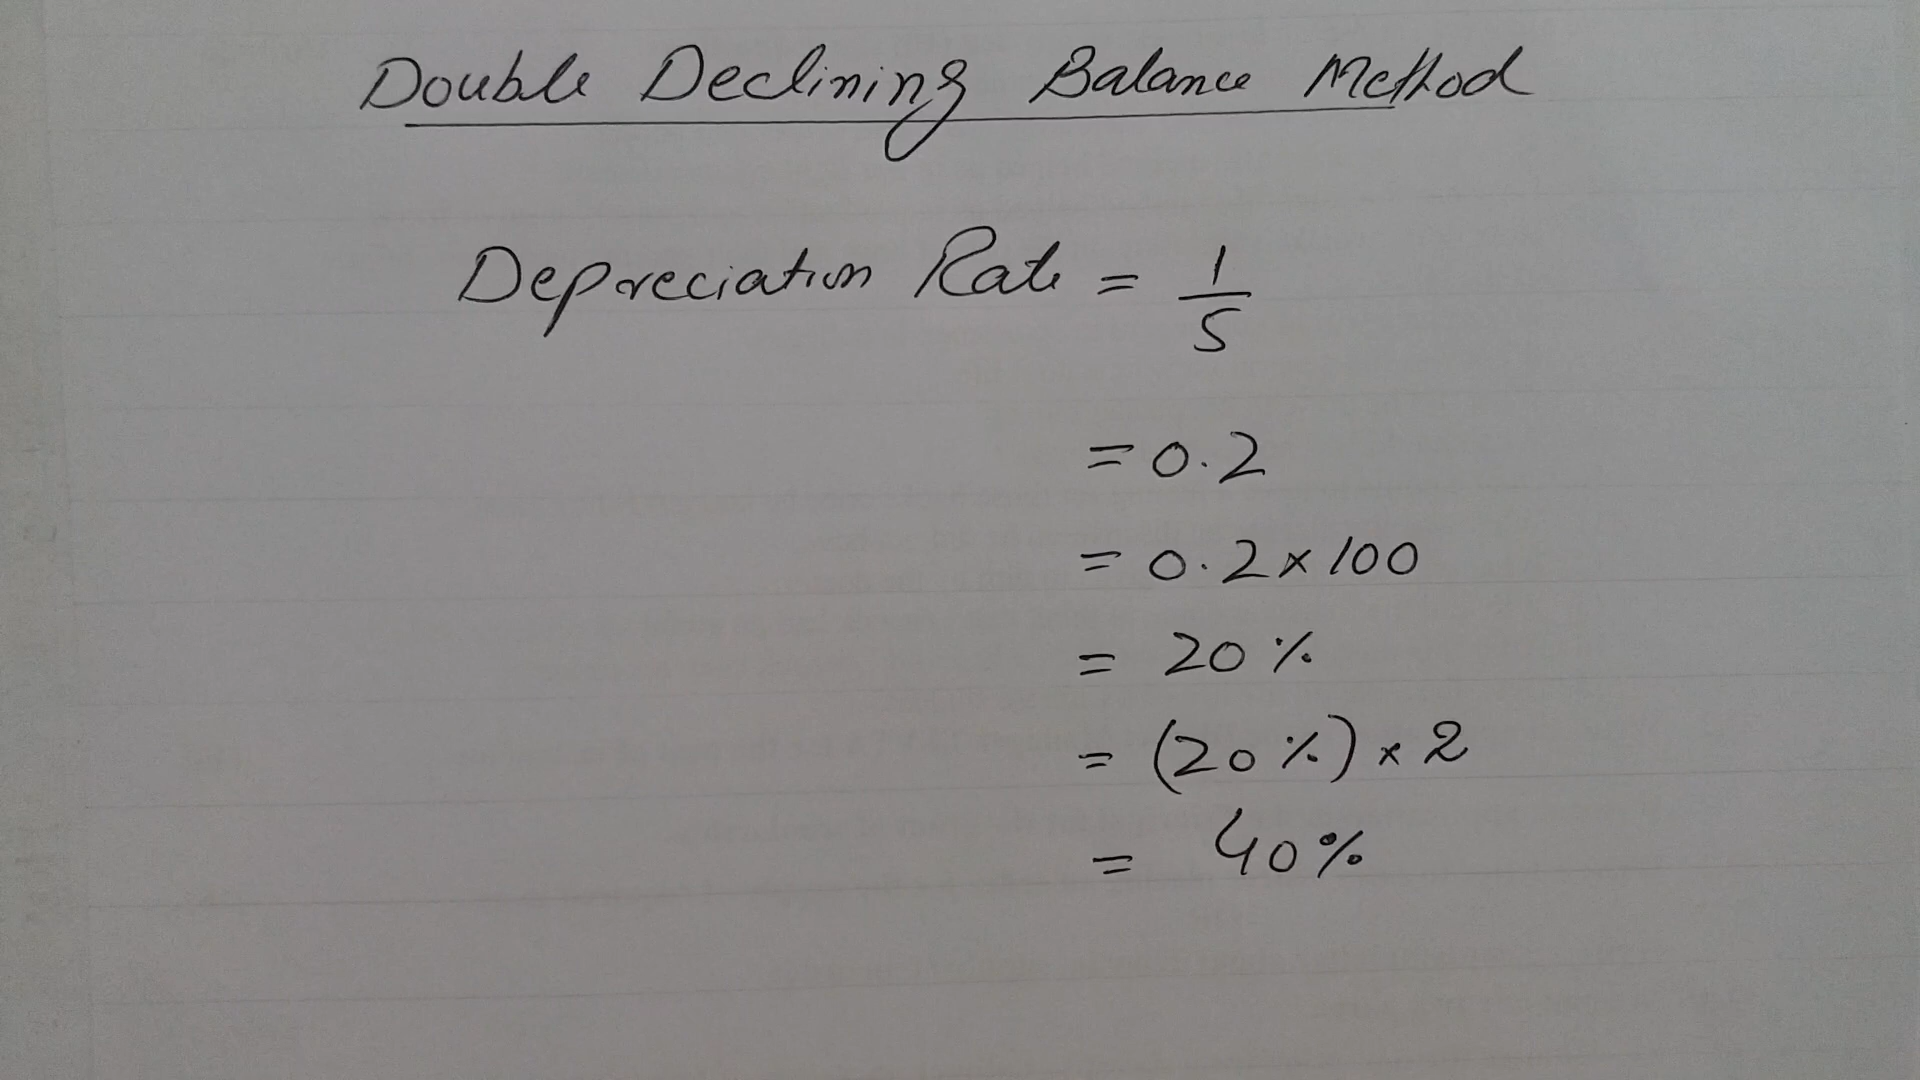 Double Declining Balance Method
Depreciation Rate = 1/5
= 0.2
= 0.2 x 100
= 20 %
= (20 %) x 2
= 40%